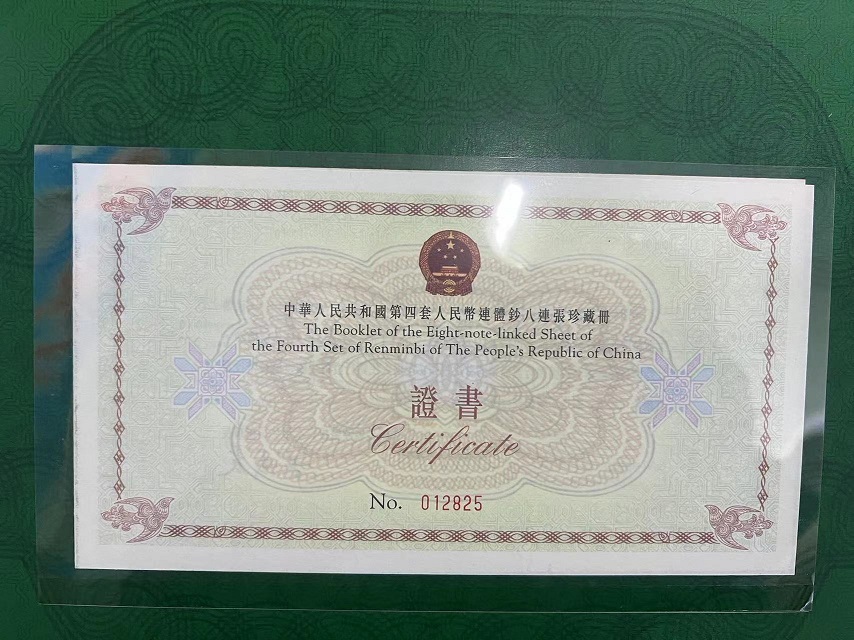 中華人民共和國第四套人民幣連體鈔八連張珍藏冊
The Booklet of the Eight-note-linked Sheet of
the Fourth Set of Renminbi of The People's Republic of China
證書
Certificate
No. 012825